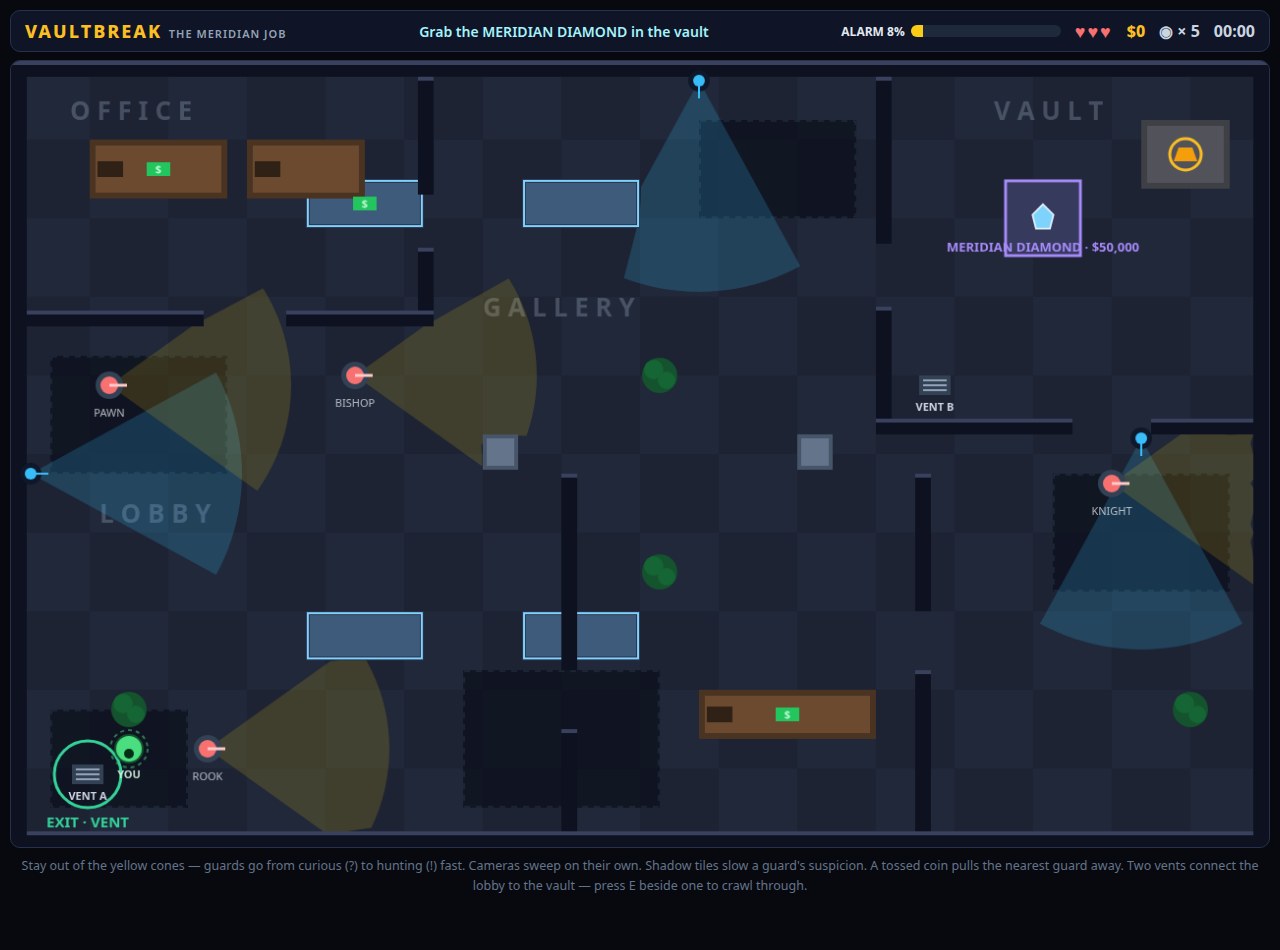 VAULTBREAK THE MERIDIAN JOB
Grab the MERIDIAN DIAMOND in the vault
ALARM 8%
♥♥♥ $0 ◉ × 5 00:00
OFFICE
VAULT
$
$
MERIDIAN DIAMOND · $50,000
GALLERY
PAWN
BISHOP
VENT B
LOBBY
KNIGHT
$
YOU
ROOK
VENT A
EXIT · VENT
Stay out of the yellow cones — guards go from curious (?) to hunting (!) fast. Cameras sweep on their own. Shadow tiles slow a guard's suspicion. A tossed coin pulls the nearest guard away. Two vents connect the
lobby to the vault — press E beside one to crawl through.